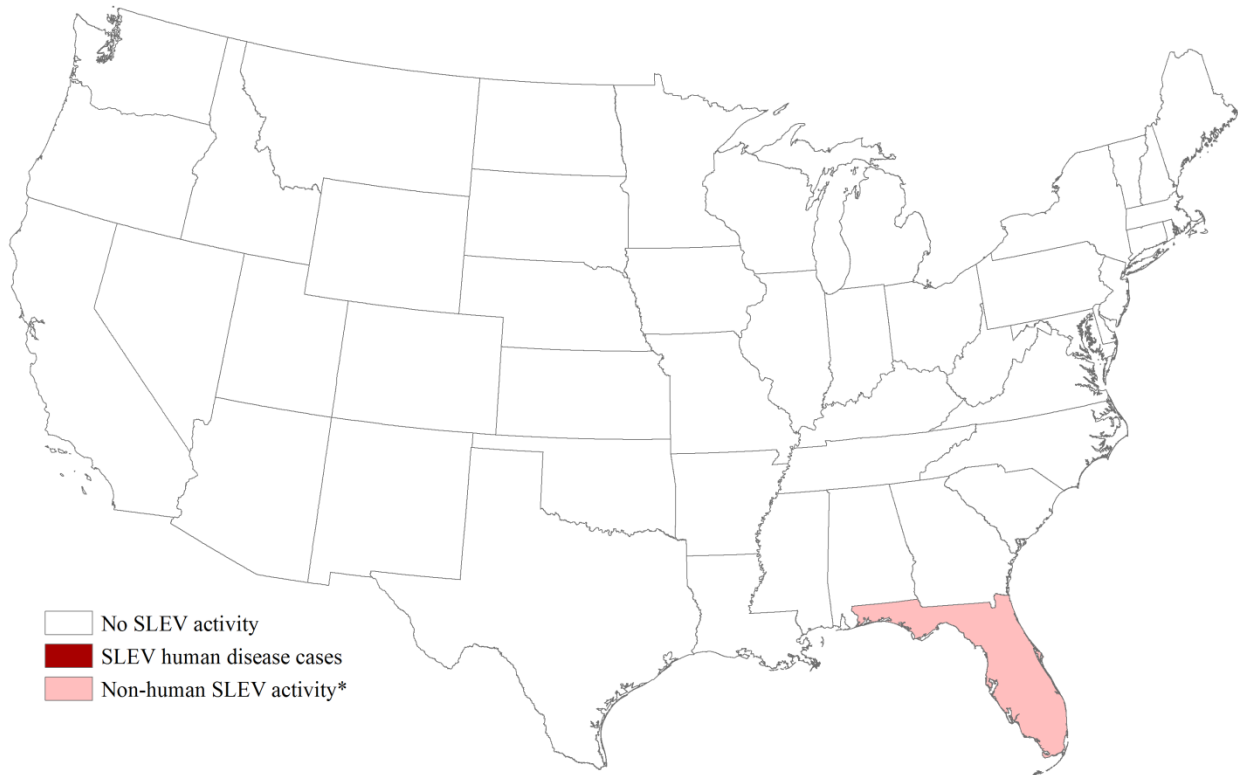 No SLEV activity
SLEV human disease cases
Non-human SLEV activity*